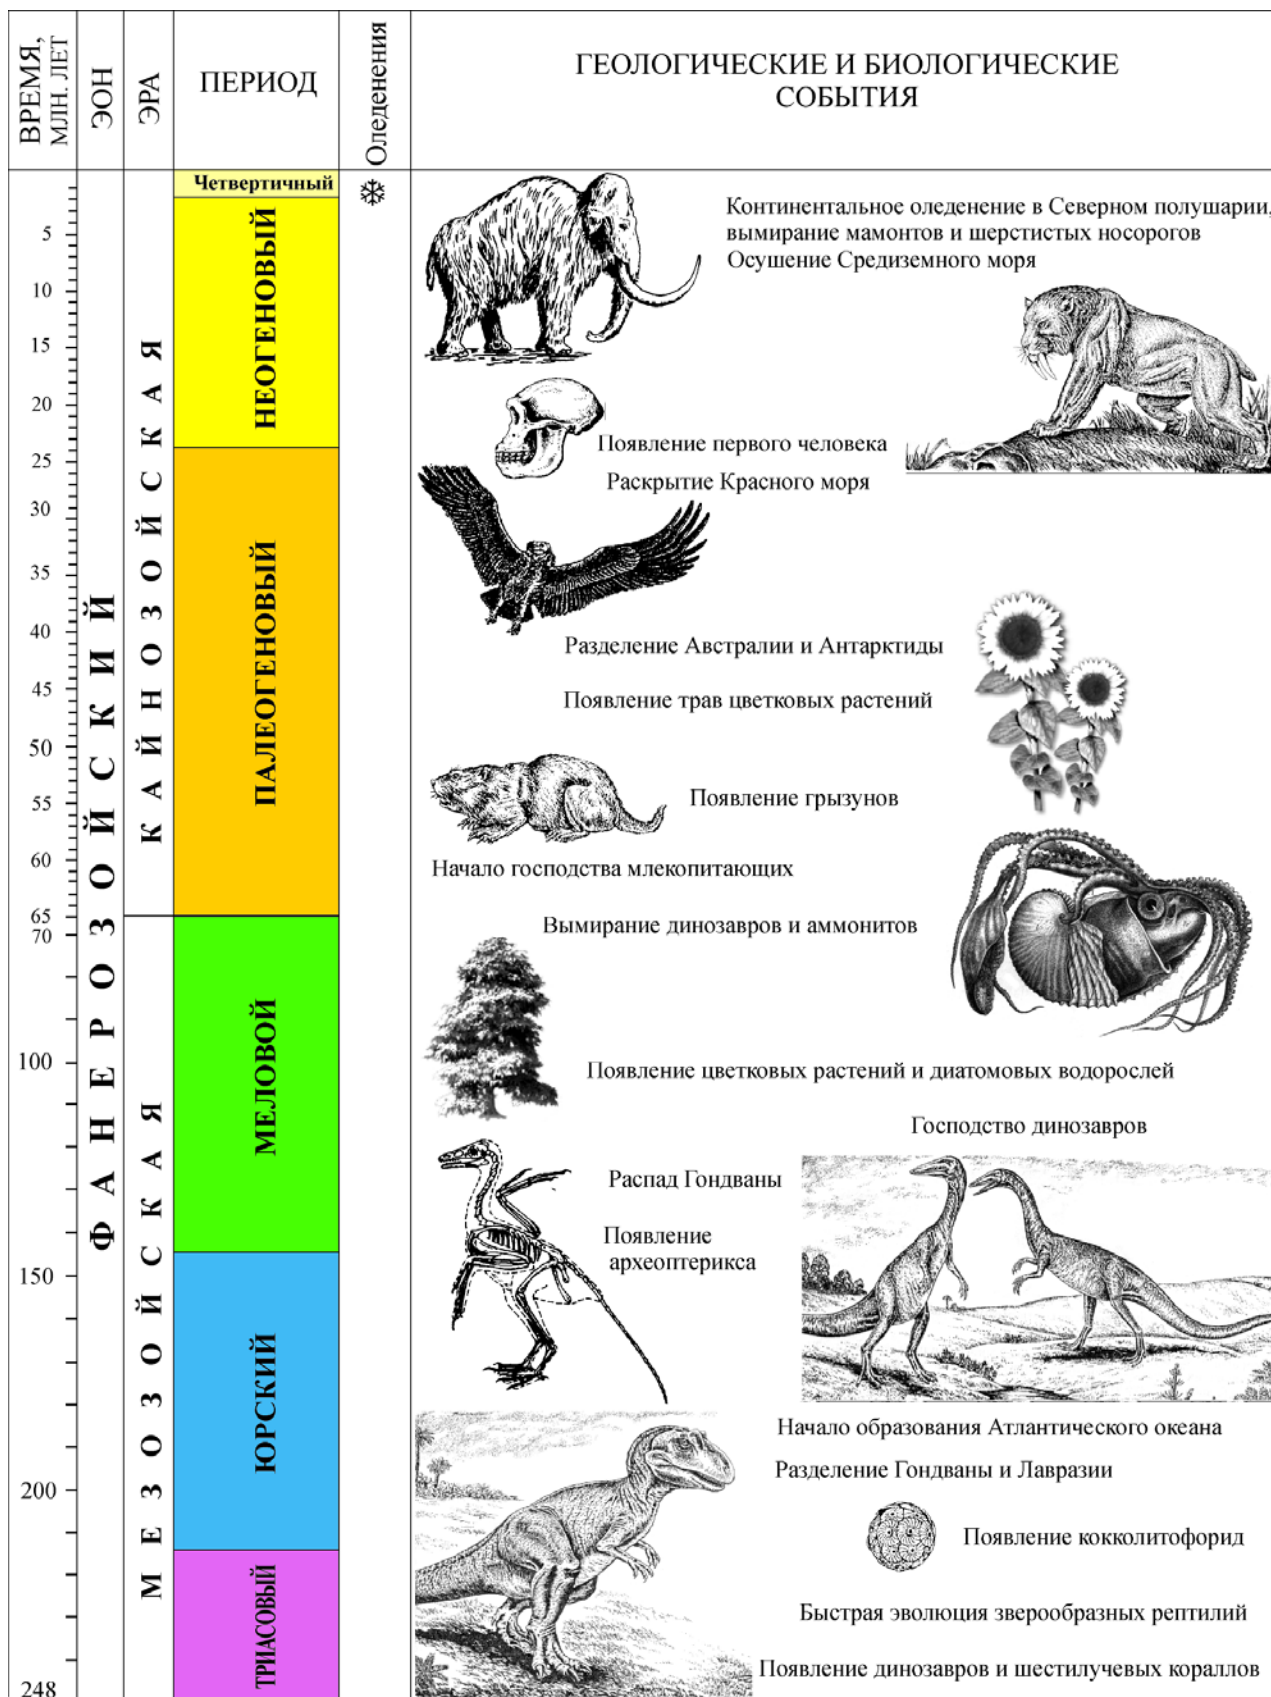 ВРЕМЯ,
МЛН. ЛЕТ
ЭОН
ЭРА
ПЕРИОД
Оледенения
ГЕОЛОГИЧЕСКИЕ И БИОЛОГИЧЕСКИЕ
СОБЫТИЯ
5
10
15
20
25
30
35
40
45
50
55
60
65
70
100
150
200
248
ФАНЕРОЗОЙСКИЙ
КАЙНОЗОЙСКАЯ
МЕЗОЗОЙСКАЯ
Четвертичный
НЕОГЕНОВЫЙ
ПАЛЕОГЕНОВЫЙ
МЕЛОВОЙ
ЮРСКИЙ
ТРИАСОВЫЙ
Континентальное оледенение в Северном полушарии,
вымирание мамонтов и шерстистых носорогов
Осушение Средиземного моря
Появление первого человека
Раскрытие Красного моря
Разделение Австралии и Антарктиды
Появление трав цветковых растений
Появление грызунов
Начало господства млекопитающих
Вымирание динозавров и аммонитов
Появление цветковых растений и диатомовых водорослей
Господство динозавров
Распад Гондваны
Появление
археоптерикса
Начало образования Атлантического океана
Разделение Гондваны и Лавразии
Появление кокколитофорид
Быстрая эволюция зверообразных рептилий
Появление динозавров и шестилучевых кораллов